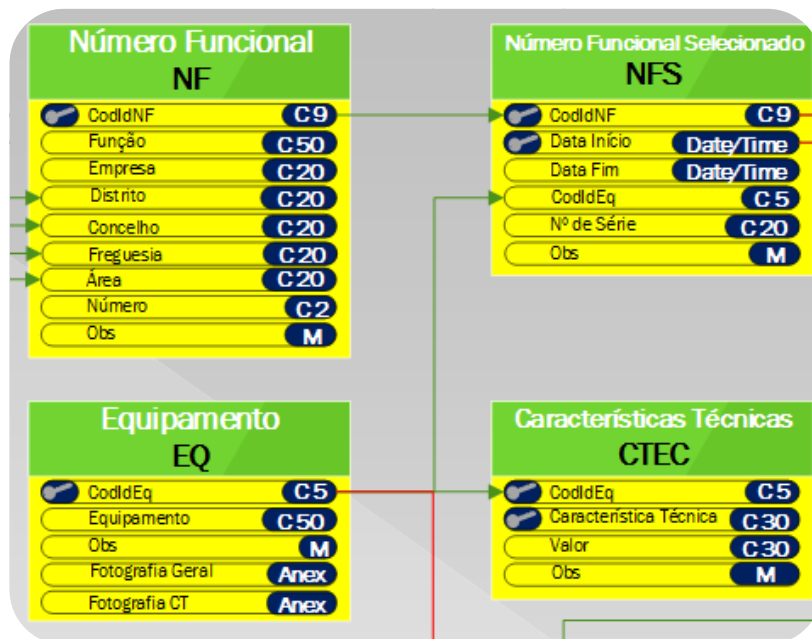 Número Funcional
NF
CodIdNF C9
Função C50
Empresa C20
Distrito C20
Concelho C20
Freguesia C20
Área C20
Número C2
Obs M
Número Funcional Selecionado
NFS
CodIdNF C9
Data Início Date/Time
Data Fim Date/Time
CodIdEq C5
Nº de Série C20
Obs M
Equipamento
EQ
CodIdEq C5
Equipamento C50
Obs M
Fotografia Geral Anex
Fotografia CT Anex
Características Técnicas
CTEC
CodIdEq C5
Característica Técnica C30
Valor C30
Obs M